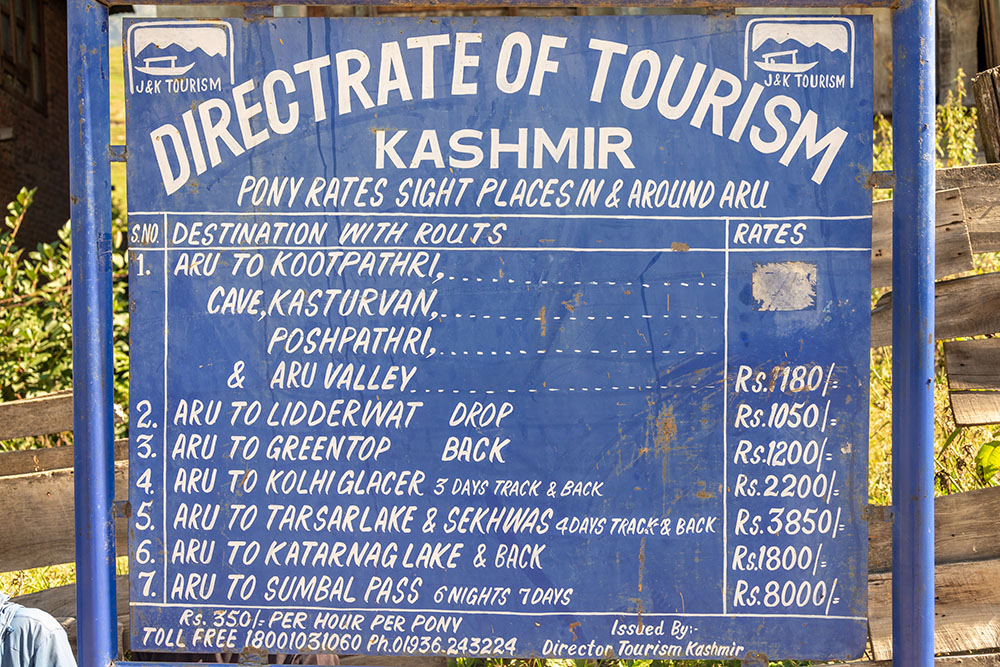 J&K TOURISM
J&K TOURISM
DIRECTRATE OF TOURISM
KASHMIR
PONY RATES SIGHT PLACES IN & AROUND ARU
S.NO. DESTINATION WITH ROUTS RATES
1. ARU TO KOOTPATHRI,
CAVE, KASTURVAN,
POSHPATHRI,
& ARU VALLEY Rs.1180/=
2. ARU TO LIDDERWAT DROP Rs.1050/=
3. ARU TO GREENTOP BACK Rs.1200/=
4. ARU TO KOLHI GLACER 3 DAYS TRACK & BACK Rs.2200/=
5. ARU TO TARSARLAKE & SEKHWAS 4 DAYS TRACK & BACK Rs.3850/=
6. ARU TO KATARNAG LAKE & BACK Rs.1800/=
7. ARU TO SUMBAL PASS 6 NIGHTS 7 DAYS Rs.8000/=
Rs. 350/- PER HOUR PER PONY
TOLL FREE 18001031060 Ph.01936.243224
Issued By:-
Director Tourism Kashmir